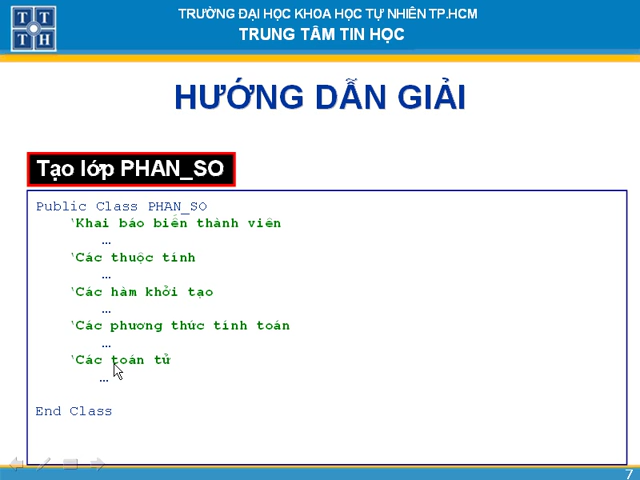 TRƯỜNG ĐẠI HỌC KHOA HỌC TỰ NHIÊN TP.HCM
TRUNG TÂM TIN HỌC
T T
T H
HƯỚNG DẪN GIẢI
Tạo lớp PHAN_SO
Public Class PHAN_SO
‘Khai báo biến thành viên
…
‘Các thuộc tính
…
‘Các hàm khởi tạo
…
‘Các phương thức tính toán
…
‘Các toán tử
…
End Class
7